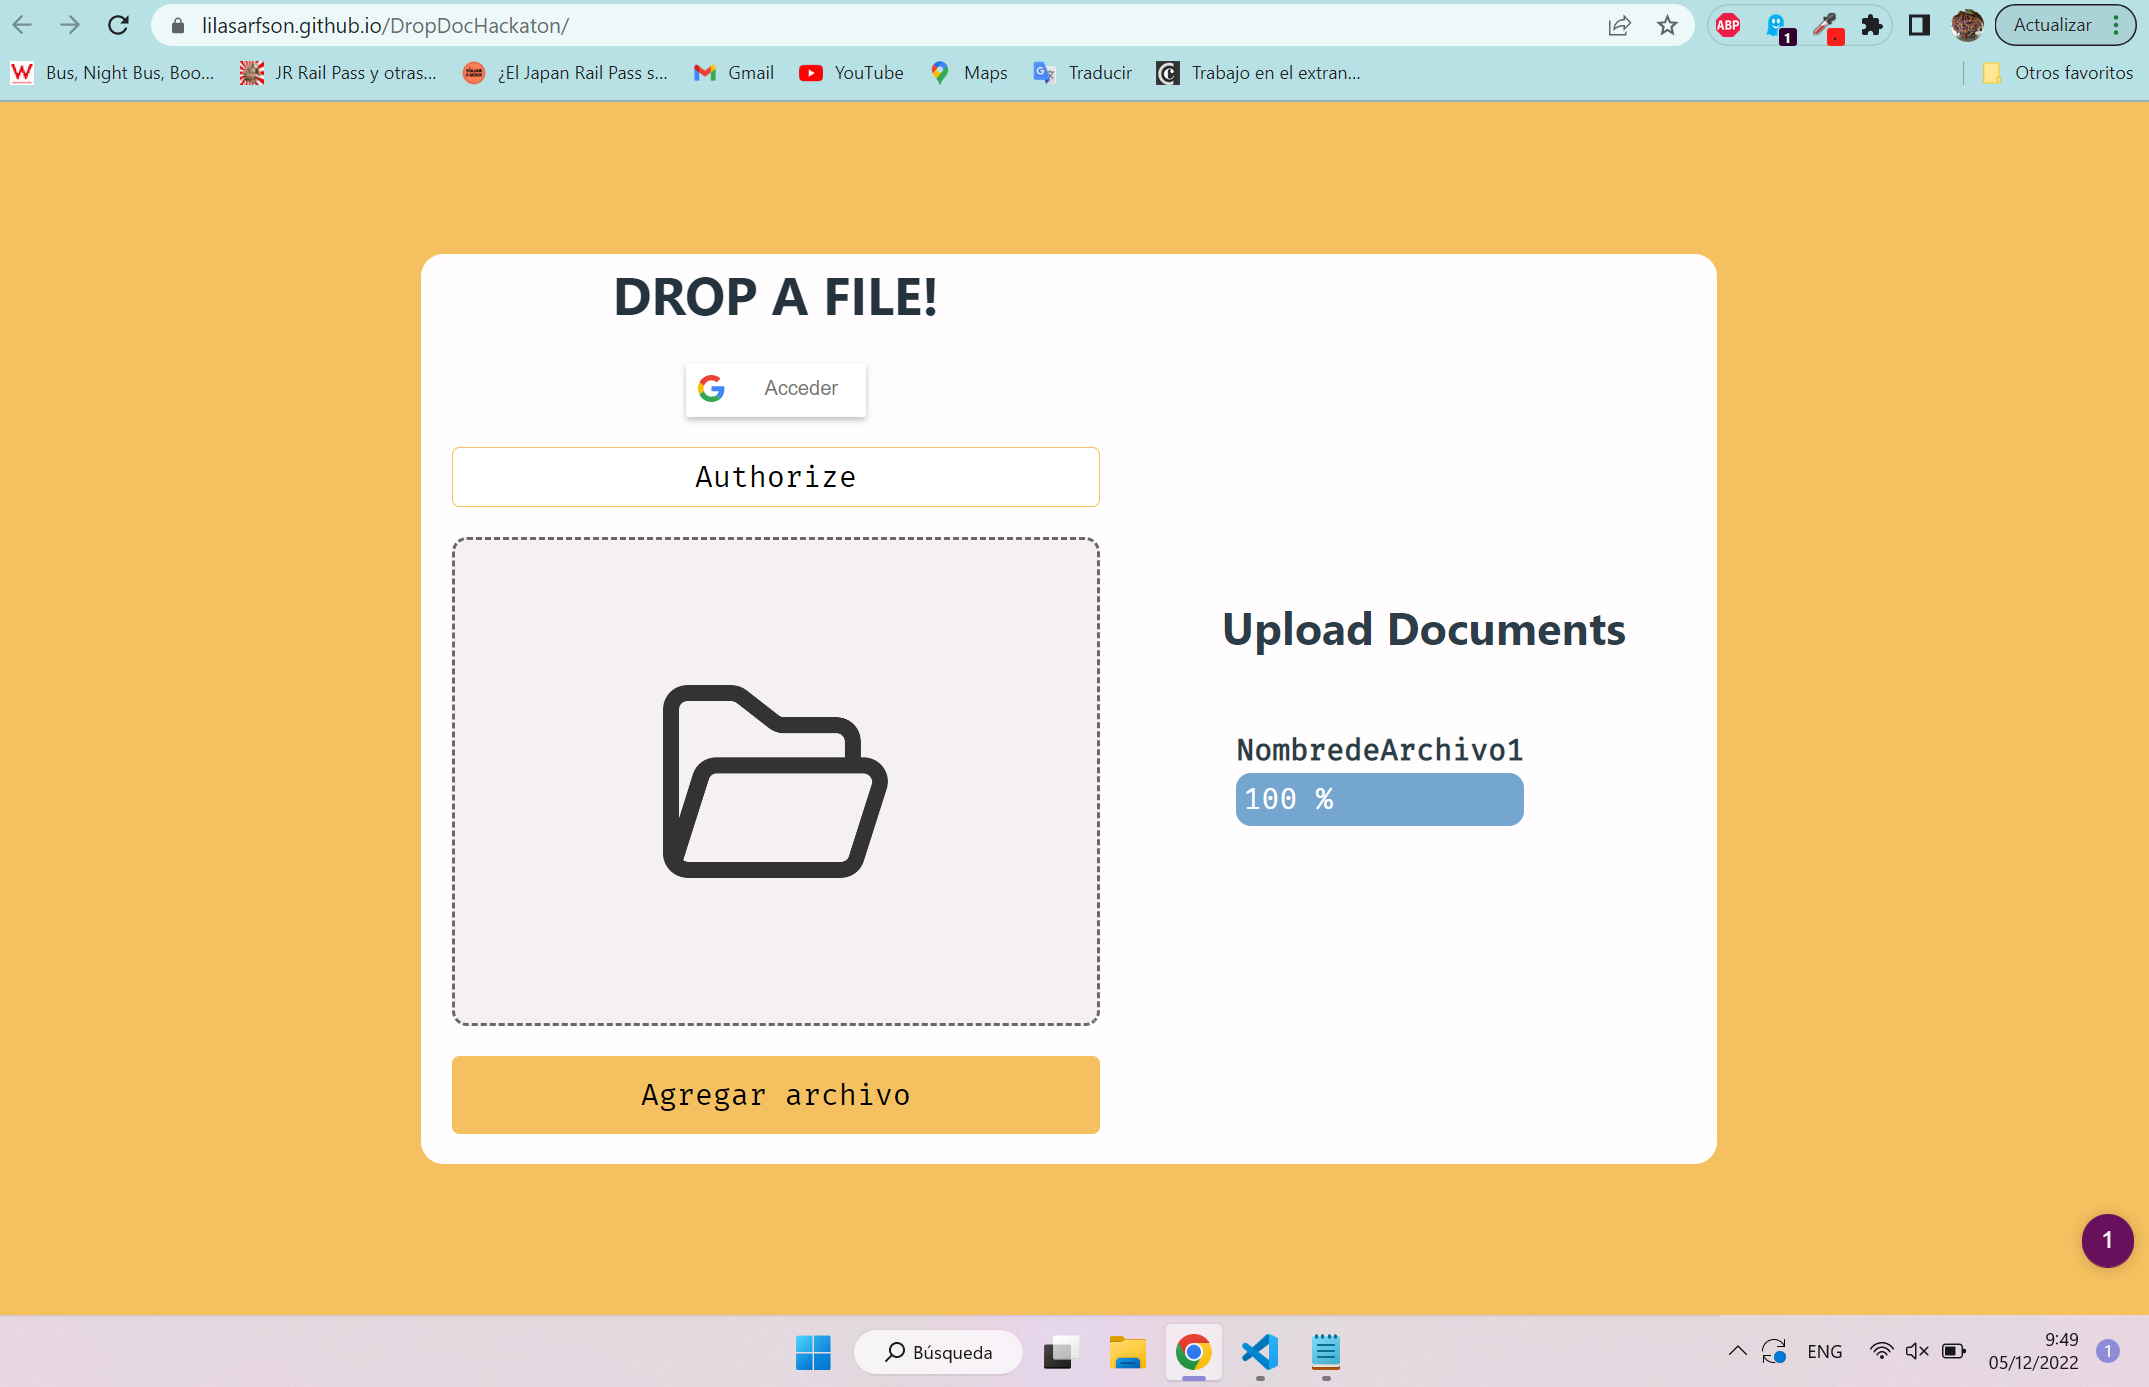 lilasarfson.github.io/DropDocHackaton/
ABP
1
Actualizar
Bus, Night Bus, Boo...
JR Rail Pass y otras...
¿El Japan Rail Pass s...
Gmail
YouTube
Maps
Traducir
Trabajo en el extran...
Otros favoritos
DROP A FILE!
Acceder
Authorize
Upload Documents
NombredeArchivo1
100 %
Agregar archivo
1
Búsqueda
ENG
9:49
05/12/2022
1